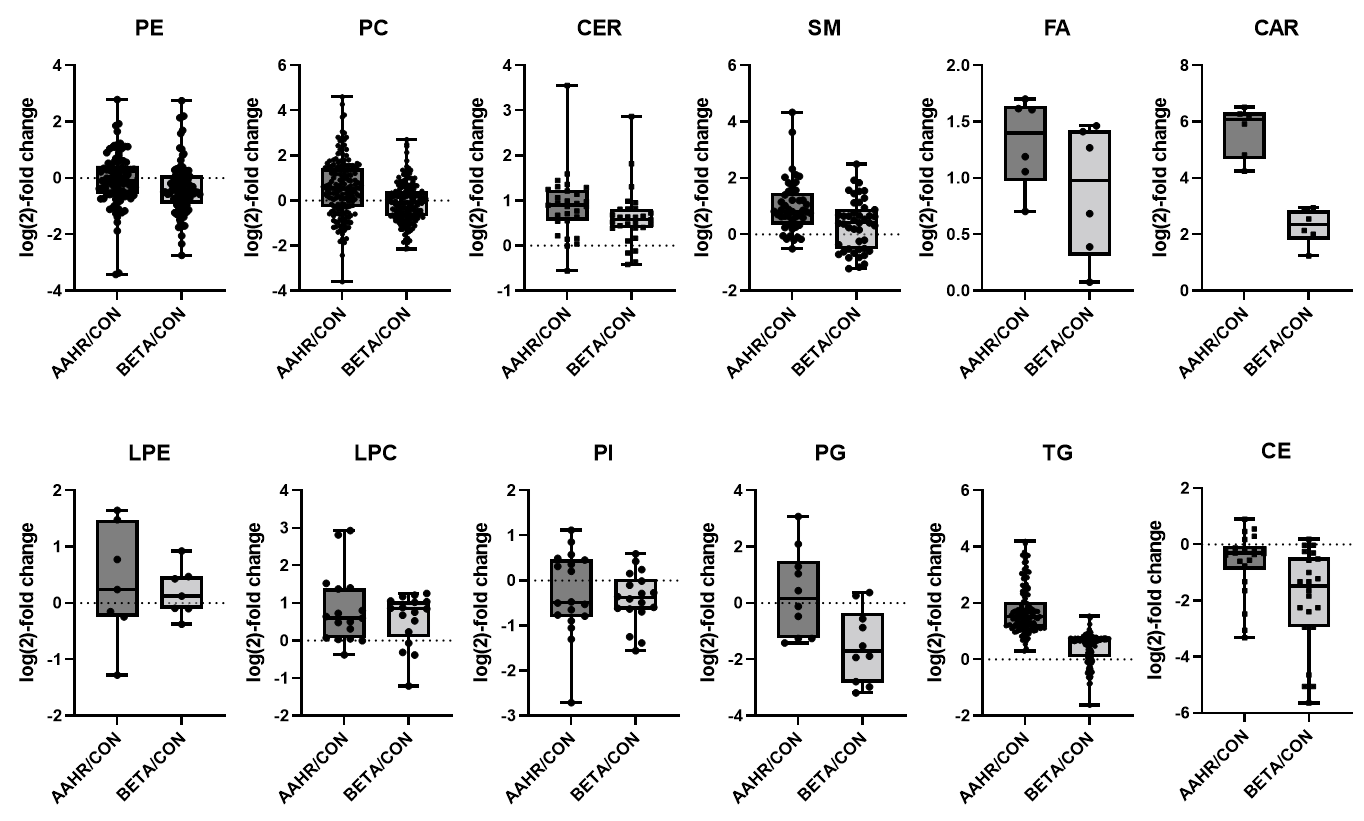 PE PC CER SM FA CAR
4 6 4 6 2.0 8
log(2)-fold change log(2)-fold change log(2)-fold change log(2)-fold change log(2)-fold change log(2)-fold change
2 4 3 4 1.5 6
0 2 2 2 1.0 4
-2 0 1 0 0.5 2
-4 -2 0 -2 0.0 0
-4 -1
AAHR/CON BETA/CON AAHR/CON BETA/CON AAHR/CON BETA/CON AAHR/CON BETA/CON AAHR/CON BETA/CON AAHR/CON BETA/CON
LPE LPC PI PG TG CE
2 4 2 4 6 2
log(2)-fold change log(2)-fold change log(2)-fold change log(2)-fold change log(2)-fold change log(2)-fold change
1 3 1 2 4 0
0 2 0 0 2 -2
-1 1 -1 -2 0 -4
-2 0 -2 -4 -2 -6
-1 -3
-2
AAHR/CON BETA/CON AAHR/CON BETA/CON AAHR/CON BETA/CON AAHR/CON BETA/CON AAHR/CON BETA/CON AAHR/CON BETA/CON